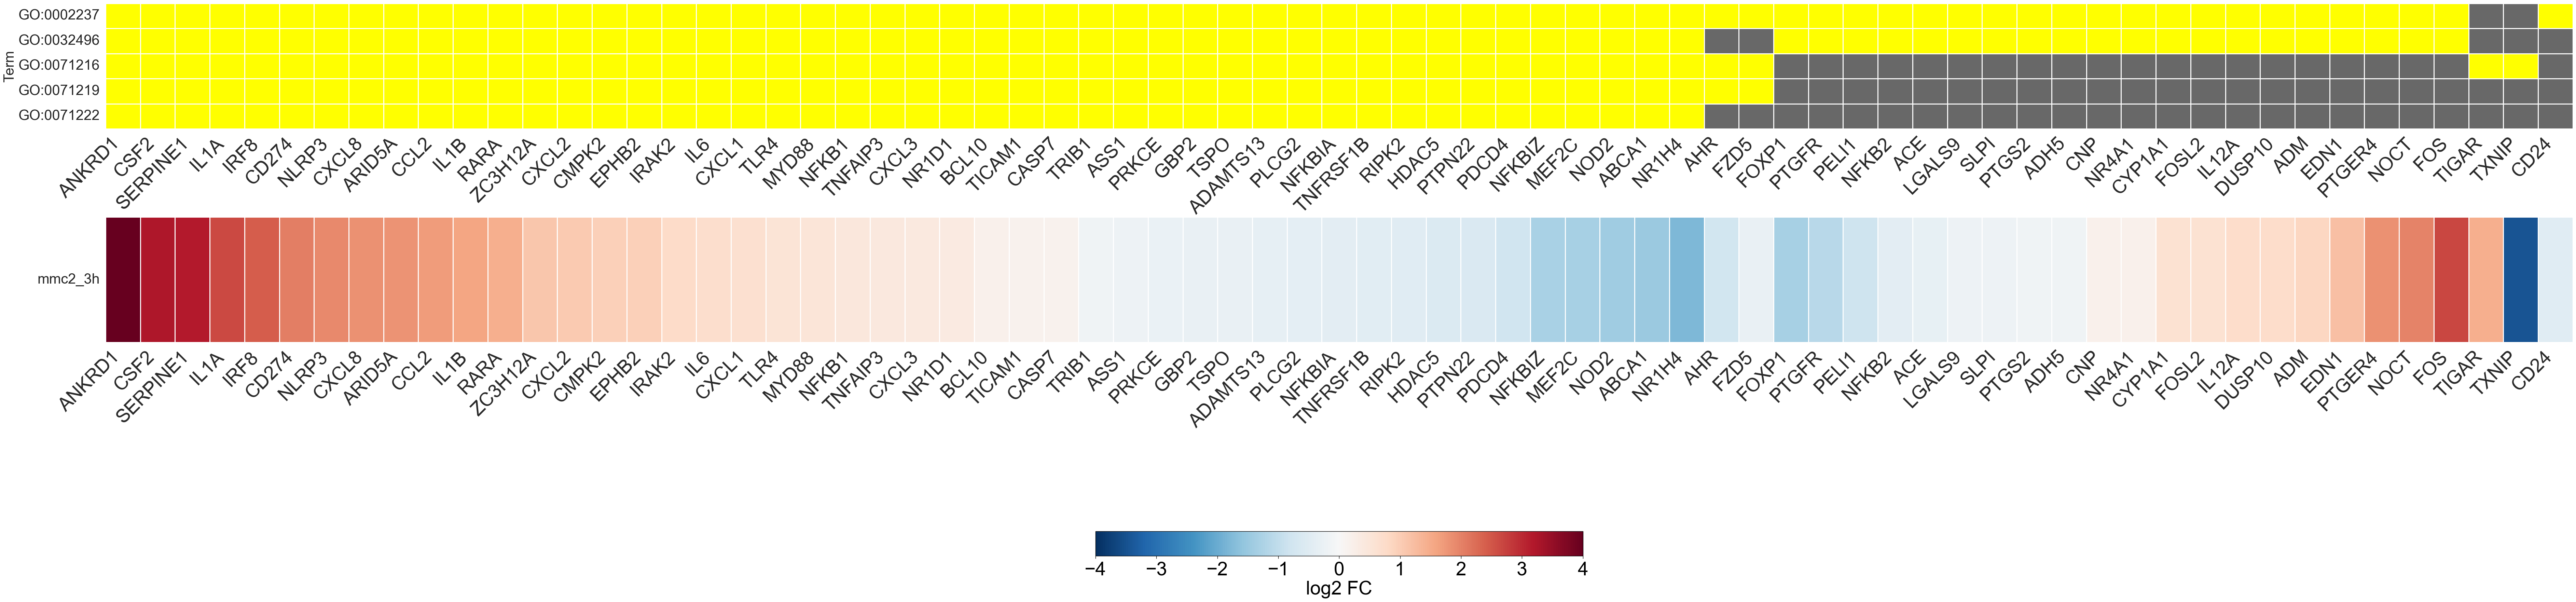 Term
GO:0002237
GO:0032496
GO:0071216
GO:0071219
GO:0071222
ANKRD1 CSF2 SERPINE1 IL1A IRF8 CD274 NLRP3 CXCL8 ARID5A CCL2 IL1B RARA ZC3H12A CXCL2 CMPK2 EPHB2 IRAK2 IL6 CXCL1 TLR4 MYD88 NFKB1 TNFAIP3 CXCL3 NR1D1 BCL10 TICAM1 CASP7 TRIB1 ASS1 PRKCE GBP2 TSPO ADAMTS13 PLCG2 NFKBIA TNFRSF1B RIPK2 HDAC5 PTPN22 PDCD4 NFKBIZ MEF2C NOD2 ABCA1 NR1H4 AHR FZD5 FOXP1 PTGFR PELI1 NFKB2 ACE LGALS9 SLPI PTGS2 ADH5 CNP NR4A1 CYP1A1 FOSL2 IL12A DUSP10 ADM EDN1 PTGER4 NOCT FOS TIGAR TXNIP CD24
mmc2_3h
ANKRD1 CSF2 SERPINE1 IL1A IRF8 CD274 NLRP3 CXCL8 ARID5A CCL2 IL1B RARA ZC3H12A CXCL2 CMPK2 EPHB2 IRAK2 IL6 CXCL1 TLR4 MYD88 NFKB1 TNFAIP3 CXCL3 NR1D1 BCL10 TICAM1 CASP7 TRIB1 ASS1 PRKCE GBP2 TSPO ADAMTS13 PLCG2 NFKBIA TNFRSF1B RIPK2 HDAC5 PTPN22 PDCD4 NFKBIZ MEF2C NOD2 ABCA1 NR1H4 AHR FZD5 FOXP1 PTGFR PELI1 NFKB2 ACE LGALS9 SLPI PTGS2 ADH5 CNP NR4A1 CYP1A1 FOSL2 IL12A DUSP10 ADM EDN1 PTGER4 NOCT FOS TIGAR TXNIP CD24
−4 −3 −2 −1 0 1 2 3 4
log2 FC